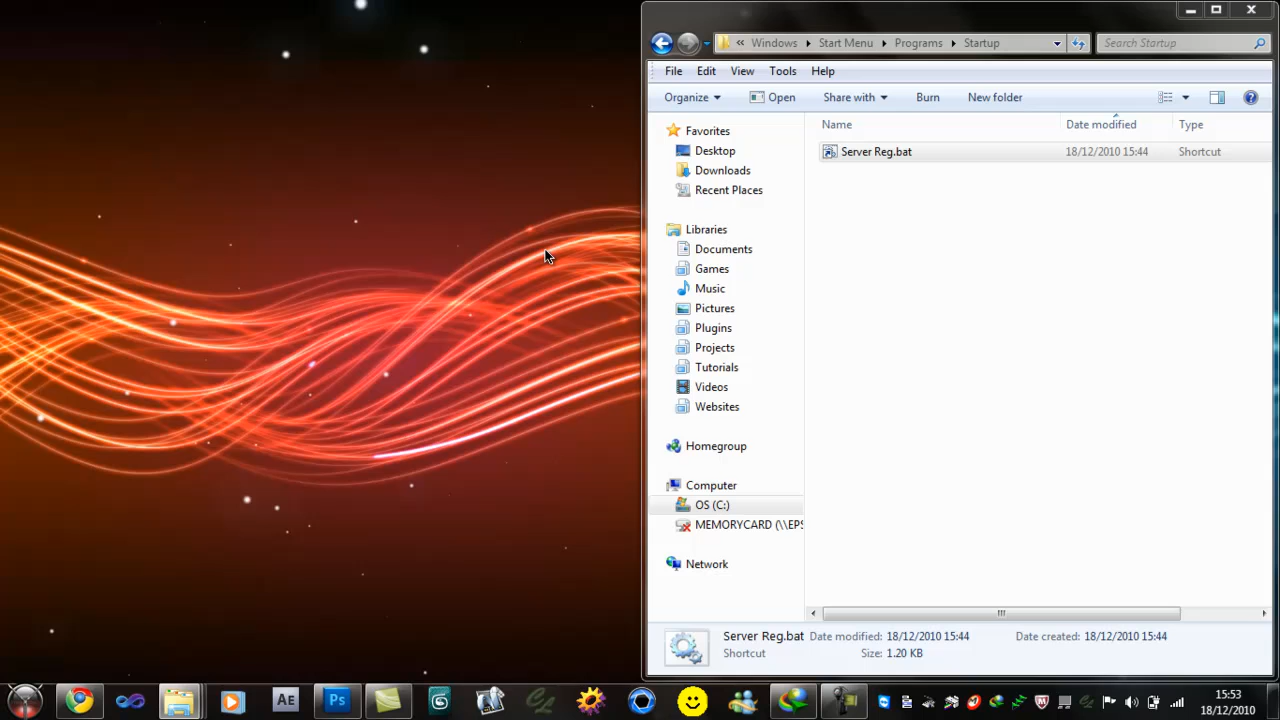 « Windows Start Menu Programs Startup
Search Startup
File Edit View Tools Help
Organize Open Share with Burn New folder
Name Date modified Type
Server Reg.bat 18/12/2010 15:44 Shortcut
Favorites
Desktop
Downloads
Recent Places
Libraries
Documents
Games
Music
Pictures
Plugins
Projects
Tutorials
Videos
Websites
Homegroup
Computer
OS (C:)
MEMORYCARD (\\EPS
Network
Server Reg.bat Date modified: 18/12/2010 15:44 Date created: 18/12/2010 15:44
Shortcut Size: 1.20 KB
AE Ps
15:53
18/12/2010